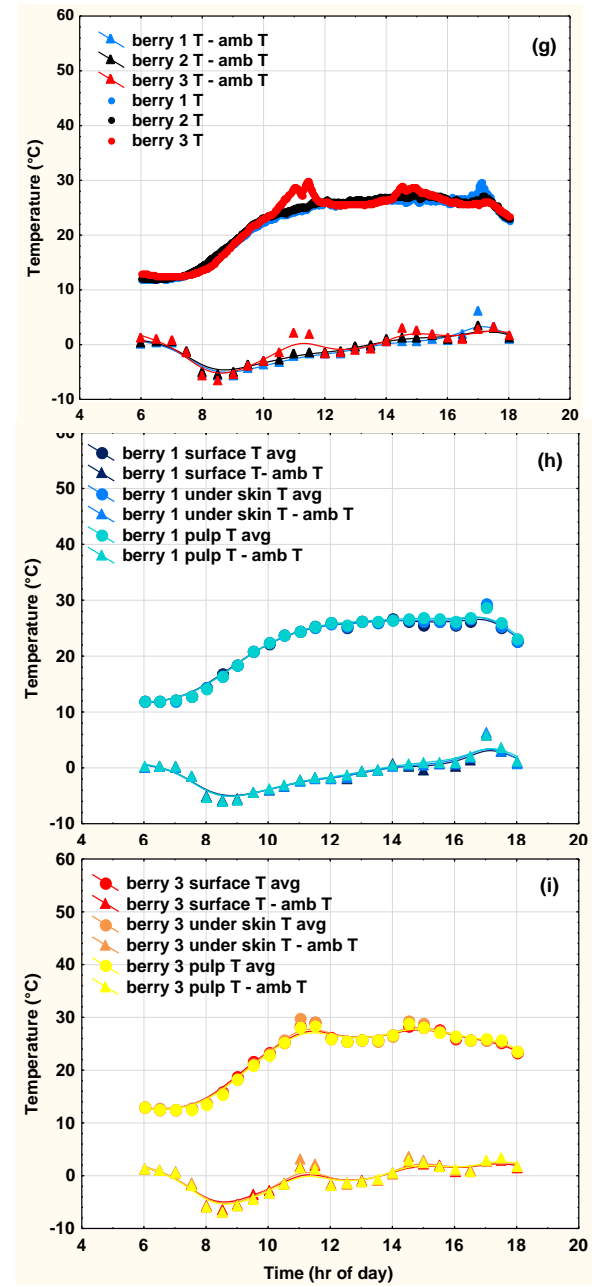 60
(g)
berry 1 T - amb T
berry 2 T - amb T
50
berry 3 T - amb T
berry 1 T
40
berry 2 T
berry 3 T
30
20
10
0
-10
Temperature (°C)
4 6 8 10 12 14 16 18 20
60
(h)
berry 1 surface T avg
berry 1 surface T- amb T
50
berry 1 under skin T avg
berry 1 under skin T - amb T
40
berry 1 pulp T avg
berry 1 pulp T - amb T
30
20
10
0
-10
Temperature (°C)
4 6 8 10 12 14 16 18 20
60
(i)
berry 3 surface T avg
berry 3 surface T - amb T
50
berry 3 under skin T avg
berry 3 under skin T - amb T
40
berry 3 pulp T avg
berry 3 pulp T - amb T
30
20
10
0
-10
Temperature (°C)
4 6 8 10 12 14 16 18 20
Time (hr of day)